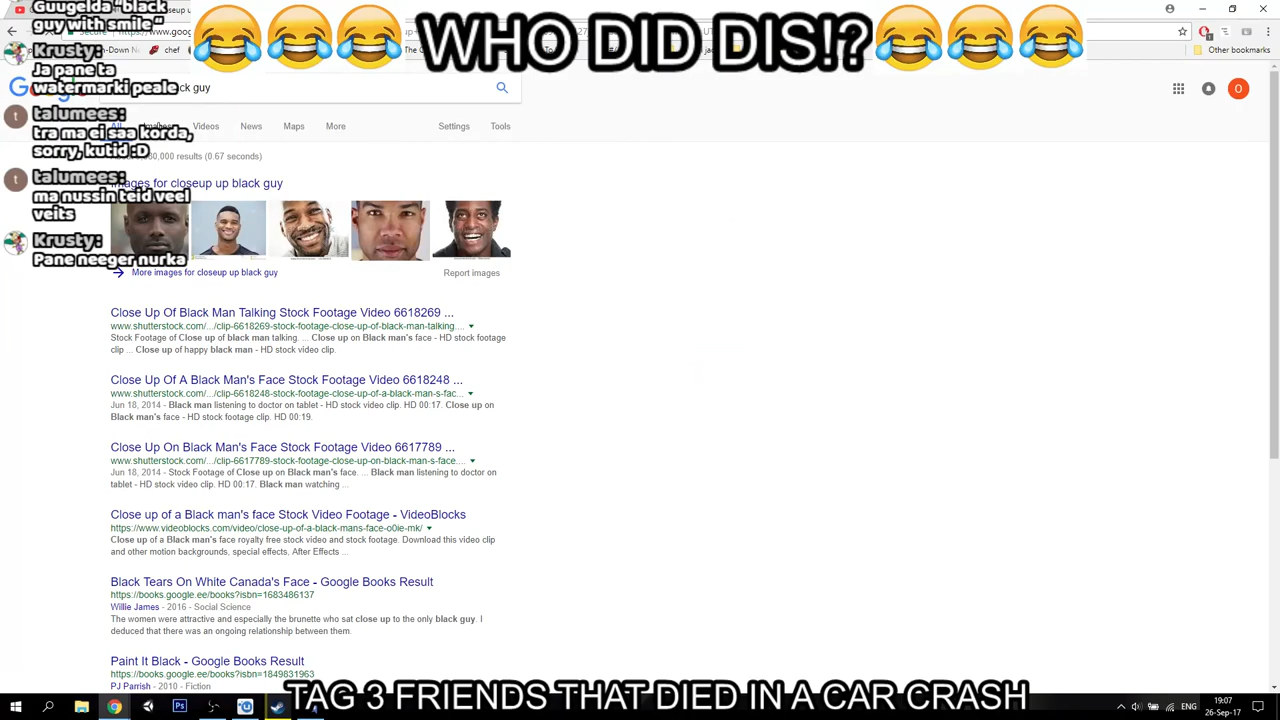 Guugelda "black
guy with smile "
Krusty:
Ja pane ta
watermarki peale
talumees:
tra ma ei saa korda,
sorry, kutid :D
talumees:
ma nussin teid veel
veits
Krusty:
Pane neeger nurka
WHO DID DIS!?
Other bookmarks
chef
guy
All Images Videos News Maps More Settings Tools
results (0.67 seconds)
Images for closeup up black guy
More images for closeup up black guy Report images
Close Up Of Black Man Talking Stock Footage Video 6618269 ...
www.shutterstock.com/.../clip-6618269-stock-footage-close-up-of-black-man-talking....
Stock Footage of Close up of black man talking. ... Close up on Black man's face - HD stock footage
clip ... Close up of happy black man - HD stock video clip.
Close Up Of A Black Man's Face Stock Footage Video 6618248 ...
www.shutterstock.com/.../clip-6618248-stock-footage-close-up-of-a-black-man-s-fac...
Jun 18, 2014 - Black man listening to doctor on tablet - HD stock video clip. HD 00:17. Close up on
Black man's face - HD stock footage clip. HD 00:19.
Close Up On Black Man's Face Stock Footage Video 6617789 ...
www.shutterstock.com/.../clip-6617789-stock-footage-close-up-on-black-man-s-face....
Jun 18, 2014 - Stock Footage of Close up on Black man's face. ... Black man listening to doctor on
tablet - HD stock video clip. HD 00:17. Black man watching ...
Close up of a Black man's face Stock Video Footage - VideoBlocks
https://www.videoblocks.com/video/close-up-of-a-black-mans-face-o0ie-mk/
Close up of a Black man's face royalty free stock video and stock footage. Download this video clip
and other motion backgrounds, special effects, After Effects ...
Black Tears On White Canada's Face - Google Books Result
https://books.google.ee/books?isbn=1683486137
Willie James - 2016 - Social Science
The women were attractive and especially the brunette who sat close up to the only black guy. I
deduced that there was an ongoing relationship between them.
Paint It Black - Google Books Result
https://books.google.ee/books?isbn=1849831963
PJ Parrish - 2010 - Fiction
TAG 3 FRIENDS THAT DIED IN A CAR CRASH
ENG
19:07
26-Sep-17